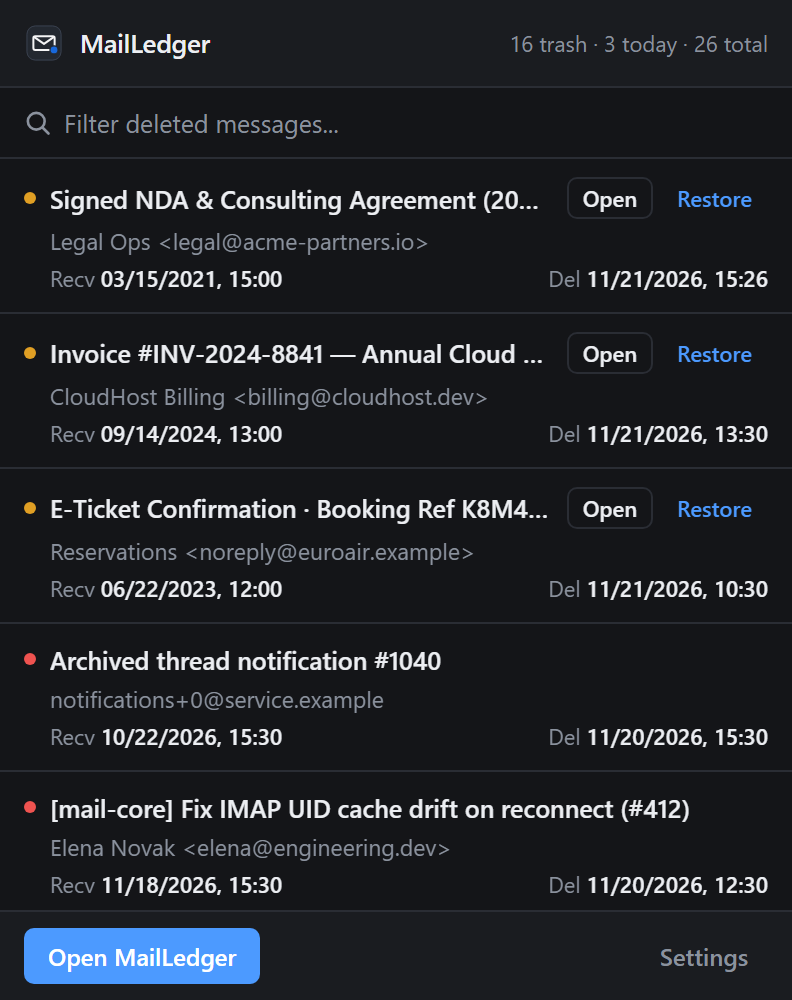 MailLedger
16 trash · 3 today · 26 total
Filter deleted messages...
Signed NDA & Consulting Agreement (20...
Open
Restore
Legal Ops <legal@acme-partners.io>
Recv 03/15/2021, 15:00
Del 11/21/2026, 15:26
Invoice #INV-2024-8841 — Annual Cloud ...
Open
Restore
CloudHost Billing <billing@cloudhost.dev>
Recv 09/14/2024, 13:00
Del 11/21/2026, 13:30
E-Ticket Confirmation · Booking Ref K8M4...
Open
Restore
Reservations <noreply@euroair.example>
Recv 06/22/2023, 12:00
Del 11/21/2026, 10:30
Archived thread notification #1040
notifications+0@service.example
Recv 10/22/2026, 15:30
Del 11/20/2026, 15:30
[mail-core] Fix IMAP UID cache drift on reconnect (#412)
Elena Novak <elena@engineering.dev>
Recv 11/18/2026, 15:30
Del 11/20/2026, 12:30
Open MailLedger
Settings